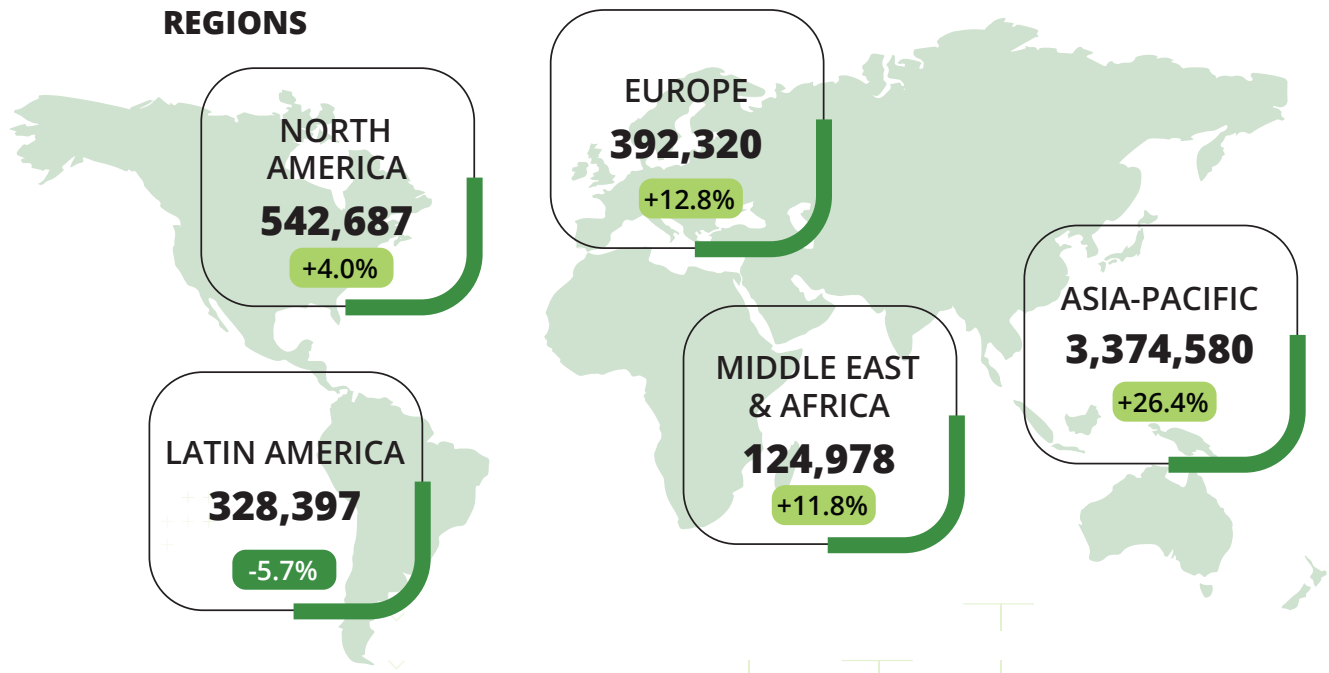 REGIONS
NORTH
AMERICA
542,687
+4.0%
EUROPE
392,320
+12.8%
ASIA-PACIFIC
3,374,580
+26.4%
MIDDLE EAST
& AFRICA
124,978
+11.8%
LATIN AMERICA
328,397
-5.7%